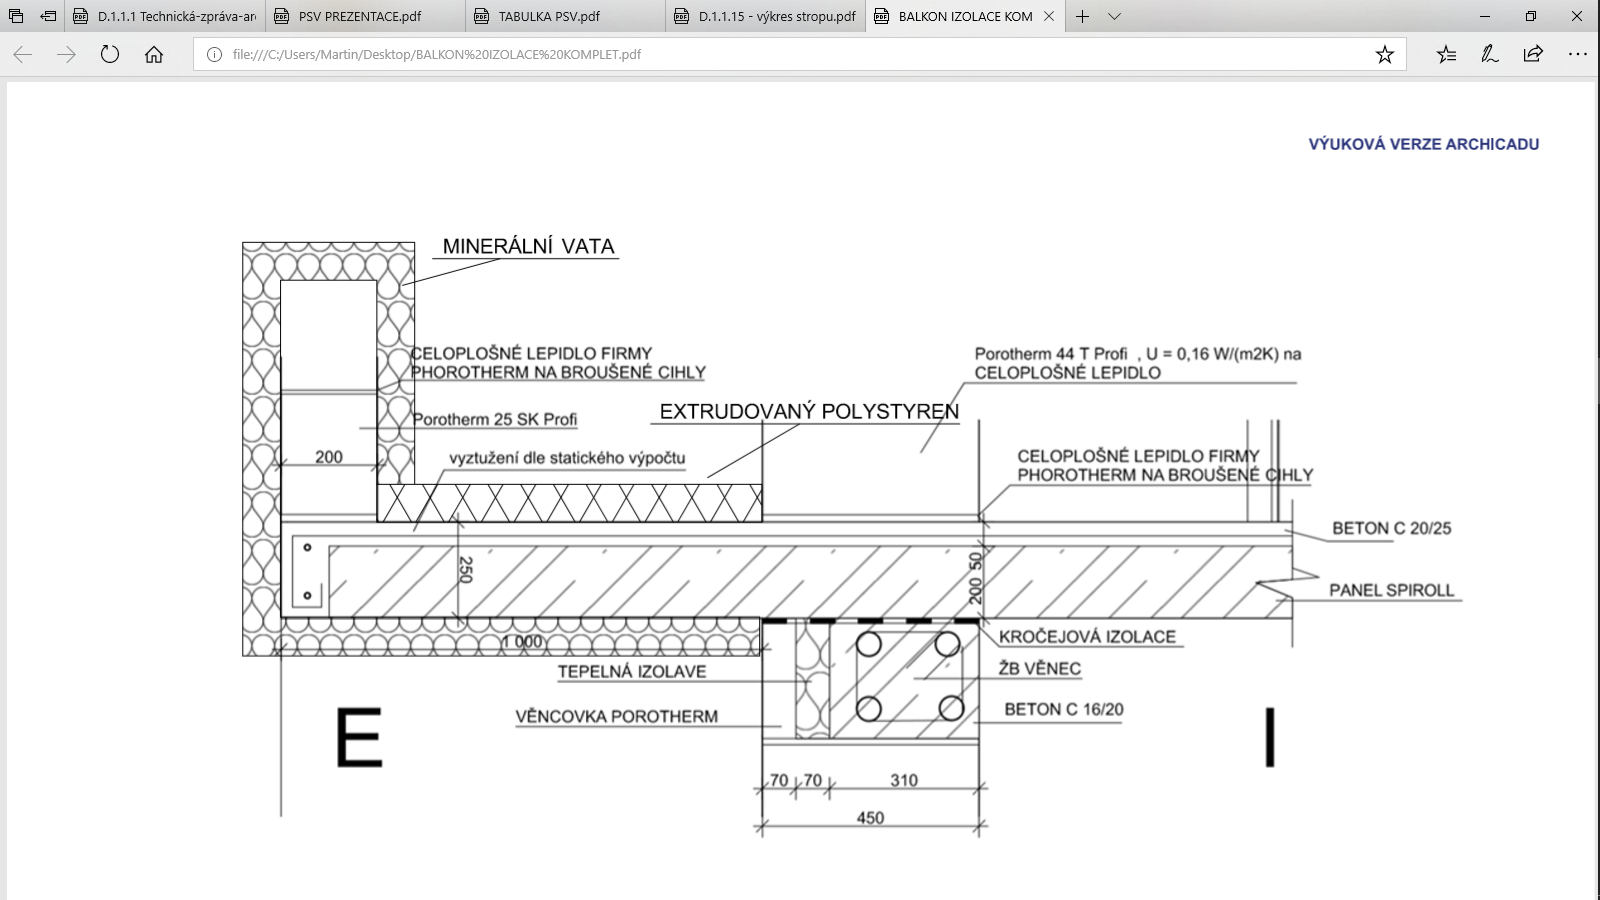 D.1.1.1 Technická-zpráva-ar
PSV PREZENTACE.pdf
TABULKA PSV.pdf
D.1.1.15 - výkres stropu.pdf
BALKON IZOLACE KOM
file:///C:/Users/Martin/Desktop/BALKON%20IZOLACE%20KOMPLET.pdf
VÝUKOVÁ VERZE ARCHICADU
MINERÁLNÍ VATA
CELOPLOŠNÉ LEPIDLO FIRMY
PHOROTHERM NA BROUŠENÉ CIHLY
Porotherm 44 T Profi , U = 0,16 W/(m2K) na
CELOPLOŠNÉ LEPIDLO
EXTRUDOVANÝ POLYSTYREN
Porotherm 25 SK Profi
200
vyztužení dle statického výpočtu
CELOPLOŠNÉ LEPIDLO FIRMY
PHOROTHERM NA BROUŠENÉ CIHLY
BETON C 20/25
250
200 50
PANEL SPIROLL
1 000
KROČEJOVÁ IZOLACE
TEPELNÁ IZOLAVE
ŽB VĚNEC
VĚNCOVKA POROTHERM
BETON C 16/20
E
I
70
70
310
450